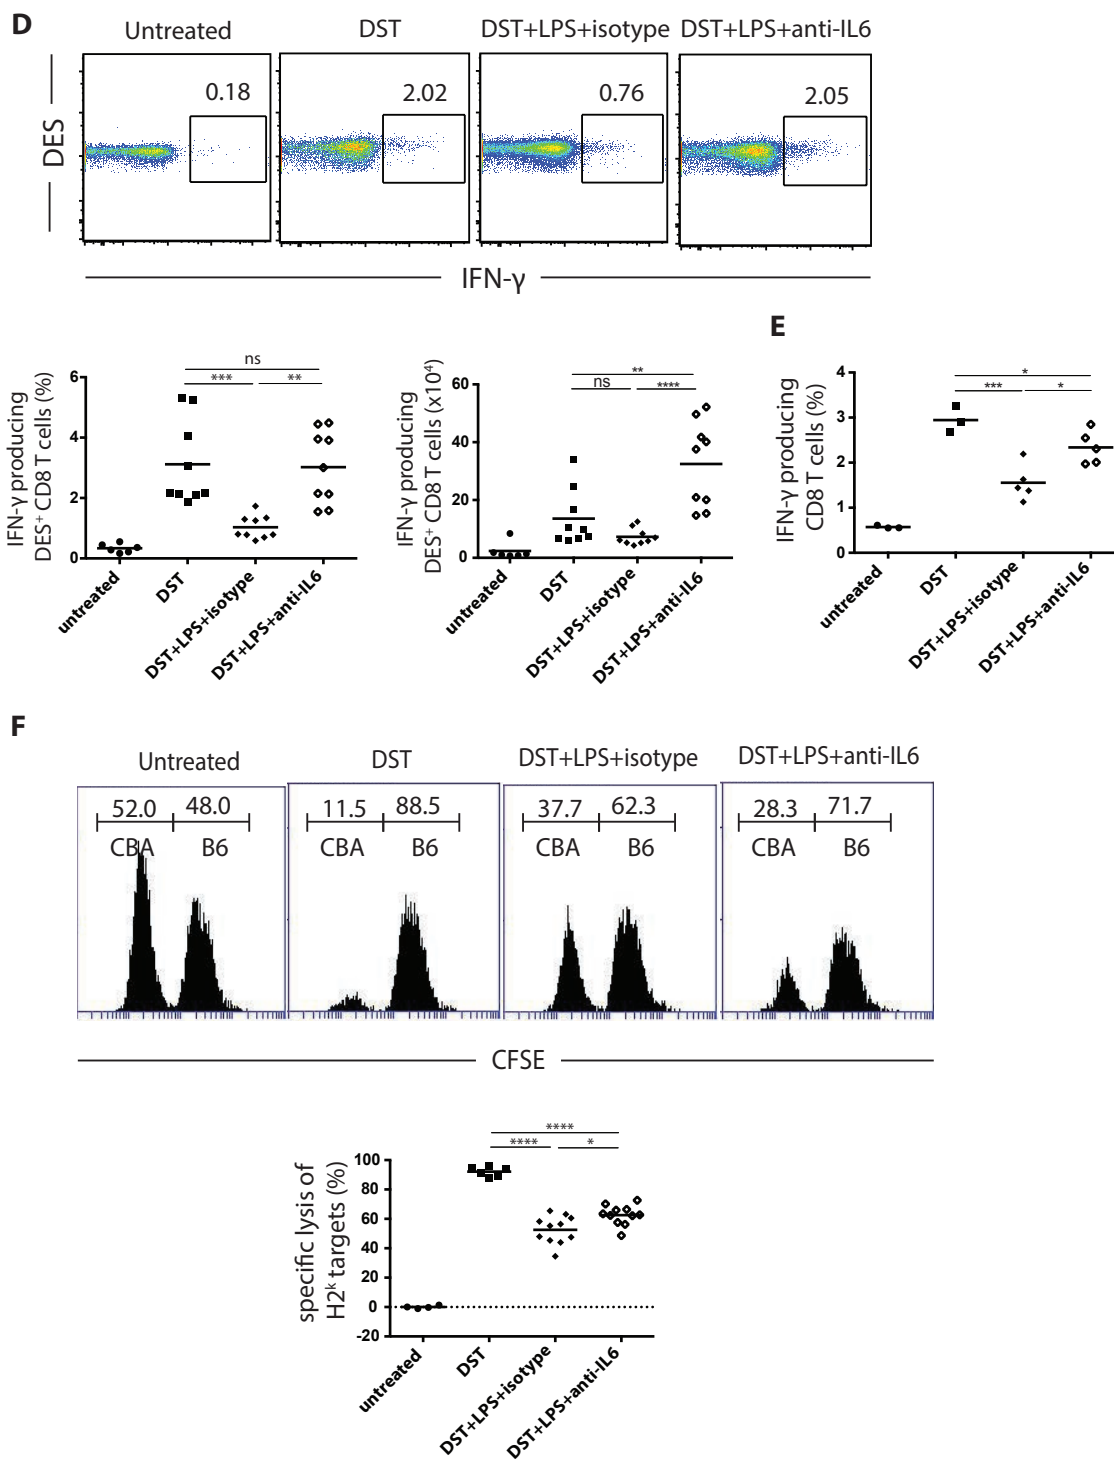 D
Untreated
DST
DST+LPS+isotype
DST+LPS+anti-IL6
0.18
2.02
0.76
2.05
DES
IFN-γ
IFN-γ producing
DES⁺ CD8 T cells (%)
6
4
2
0
ns
***
**
untreated
DST
DST+LPS+isotype
DST+LPS+anti-IL6
IFN-γ producing
DES⁺ CD8 T cells (x10⁴)
60
40
20
0
**
ns
****
untreated
DST
DST+LPS+isotype
DST+LPS+anti-IL6
E
IFN-γ producing
CD8 T cells (%)
4
3
2
1
0
*
***
*
untreated
DST
DST+LPS+isotype
DST+LPS+anti-IL6
F
Untreated
DST
DST+LPS+isotype
DST+LPS+anti-IL6
52.0 48.0
CBA B6
11.5 88.5
CBA B6
37.7 62.3
CBA B6
28.3 71.7
CBA B6
CFSE
specific lysis of
H2ᵏ targets (%)
100
80
60
40
20
0
-20
****
****
*
untreated
DST
DST+LPS+isotype
DST+LPS+anti-IL6